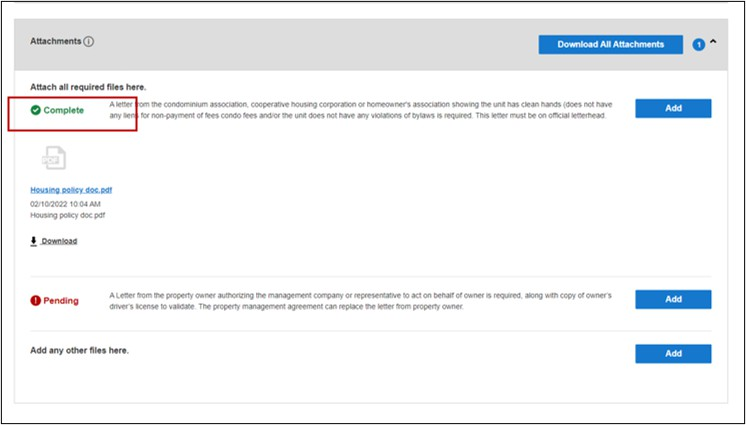 Attachments
Download All Attachments
1
Attach all required files here.
Complete
A letter from the condominium association, cooperative housing corporation or homeowner's association showing the unit has clean hands (does not have
any liens for non-payment of fees condo fees and/or the unit does not have any violations of bylaws is required. This letter must be on official letterhead.
Add
PDF
Housing policy doc.pdf
02/10/2022 10:04 AM
Housing policy doc.pdf
Download
Pending
A Letter from the property owner authorizing the management company or representative to act on behalf of owner is required, along with copy of owner's
driver's license to validate. The property management agreement can replace the letter from property owner.
Add
Add any other files here.
Add